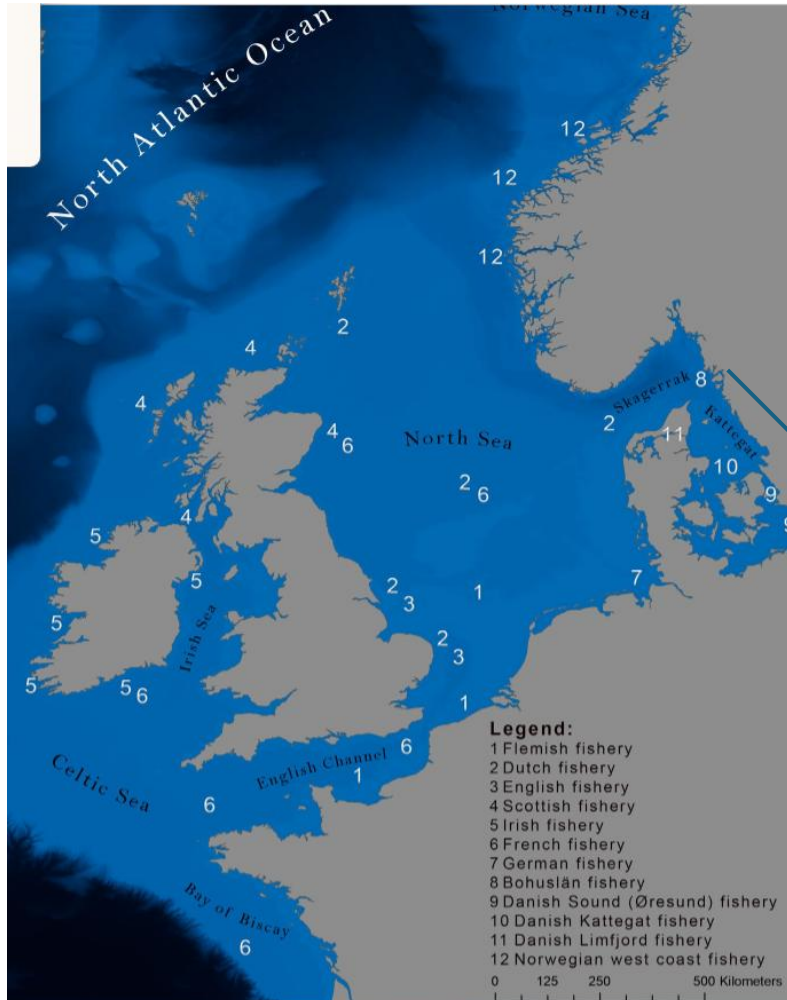 Norwegian Sea
North Atlantic Ocean
12
12
12
2
4
4
8
Skagerrak
Kattegat
2
11
4
6
North Sea
10
2
6
9
9
4
5
5
7
2
3
1
5
Irish Sea
2
3
5
5
6
1
6
English Channel
1
Celtic Sea
6
Bay of Biscay
6
Legend:
1 Flemish fishery
2 Dutch fishery
3 English fishery
4 Scottish fishery
5 Irish fishery
6 French fishery
7 German fishery
8 Bohuslän fishery
9 Danish Sound (Øresund) fishery
10 Danish Kattegat fishery
11 Danish Limfjord fishery
12 Norwegian west coast fishery
0 125 250 500 Kilometers